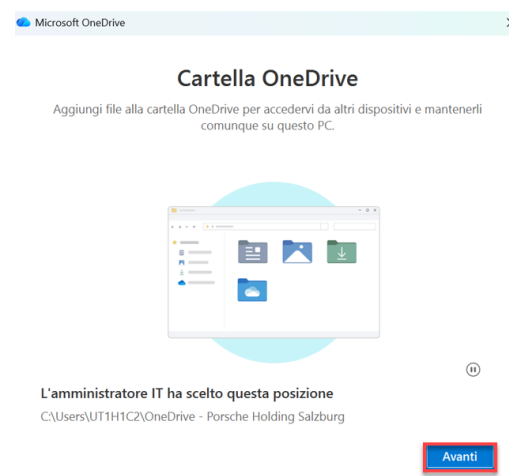 Microsoft OneDrive
Cartella OneDrive
Aggiungi file alla cartella OneDrive per accedervi da altri dispositivi e mantenerli
comunque su questo PC.
L'amministratore IT ha scelto questa posizione
C:\Users\UT1H1C2\OneDrive - Porsche Holding Salzburg
Avanti